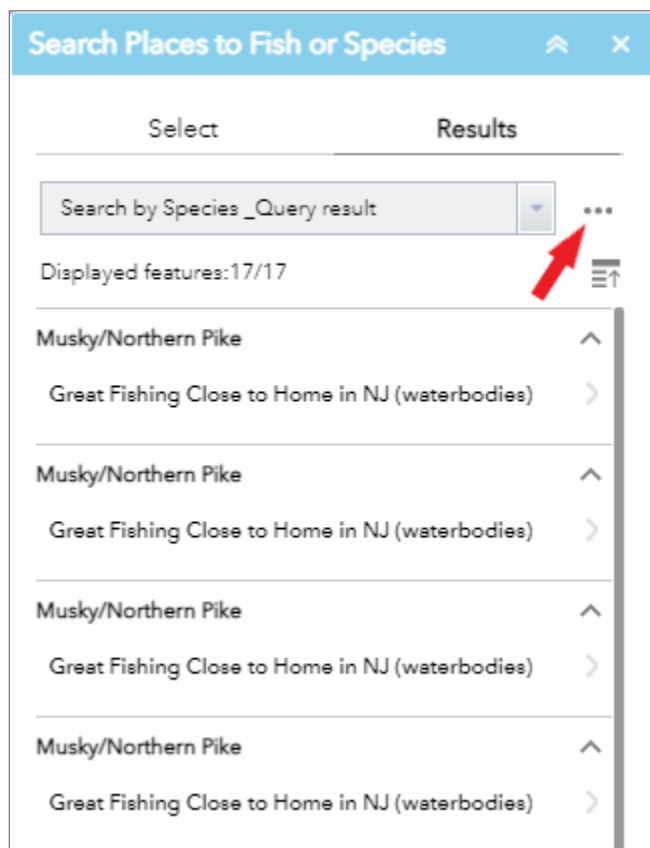 Search Places to Fish or Species
Select Results
Search by Species _Query result
Displayed features:17/17
Musky/Northern Pike
Great Fishing Close to Home in NJ (waterbodies)
Musky/Northern Pike
Great Fishing Close to Home in NJ (waterbodies)
Musky/Northern Pike
Great Fishing Close to Home in NJ (waterbodies)
Musky/Northern Pike
Great Fishing Close to Home in NJ (waterbodies)